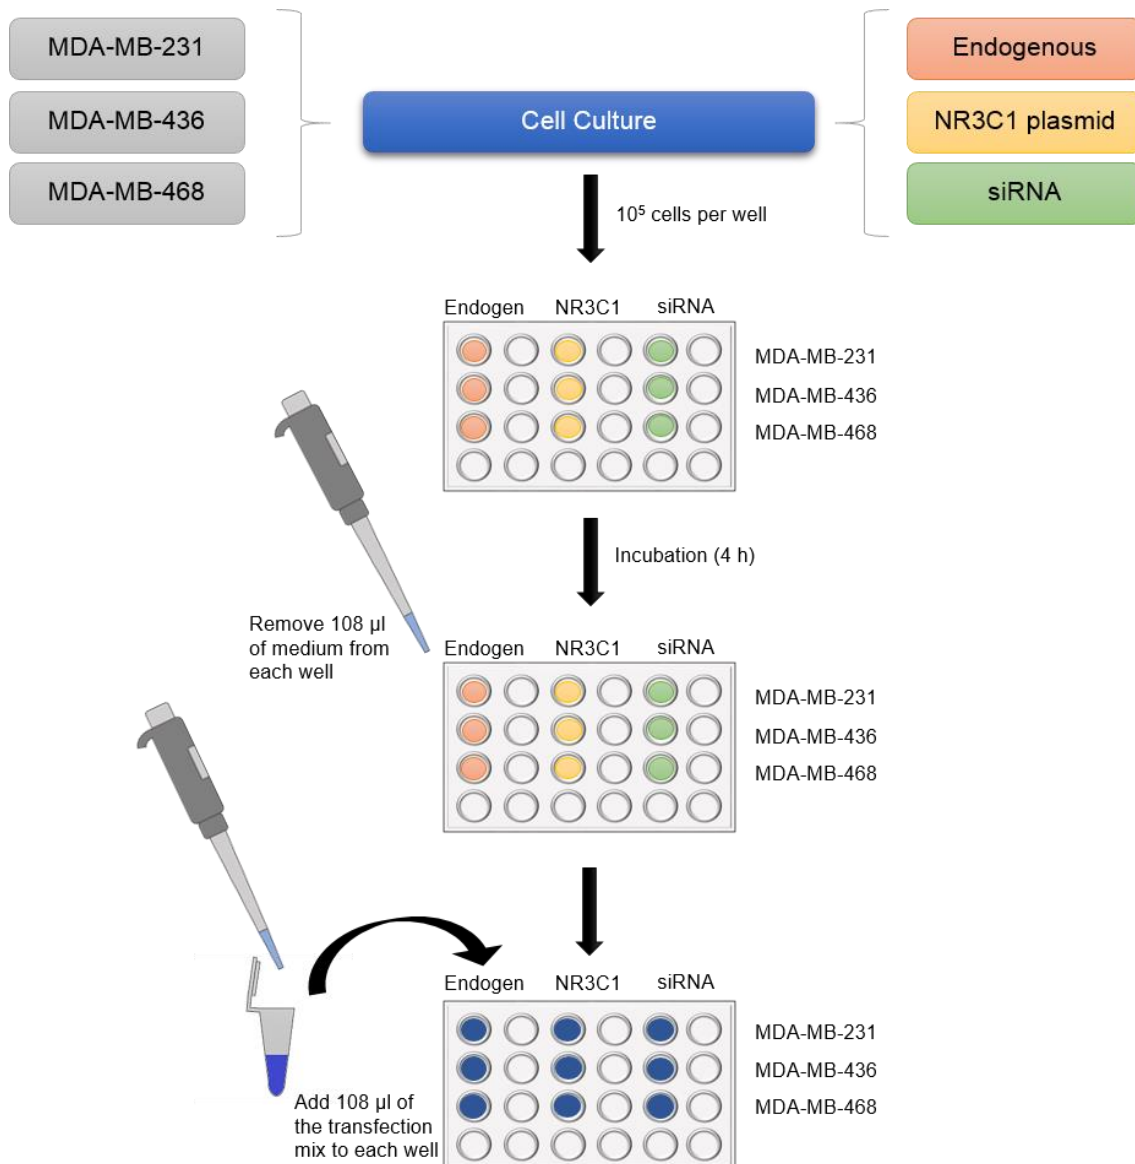 MDA-MB-231
MDA-MB-436
MDA-MB-468
Cell Culture
Endogenous
NR3C1 plasmid
siRNA
10⁵ cells per well
Endogen NR3C1 siRNA
MDA-MB-231
MDA-MB-436
MDA-MB-468
Incubation (4 h)
Remove 108 µl
of medium from
each well
Endogen NR3C1 siRNA
MDA-MB-231
MDA-MB-436
MDA-MB-468
Add 108 µl of
the transfection
mix to each well
Endogen NR3C1 siRNA
MDA-MB-231
MDA-MB-436
MDA-MB-468